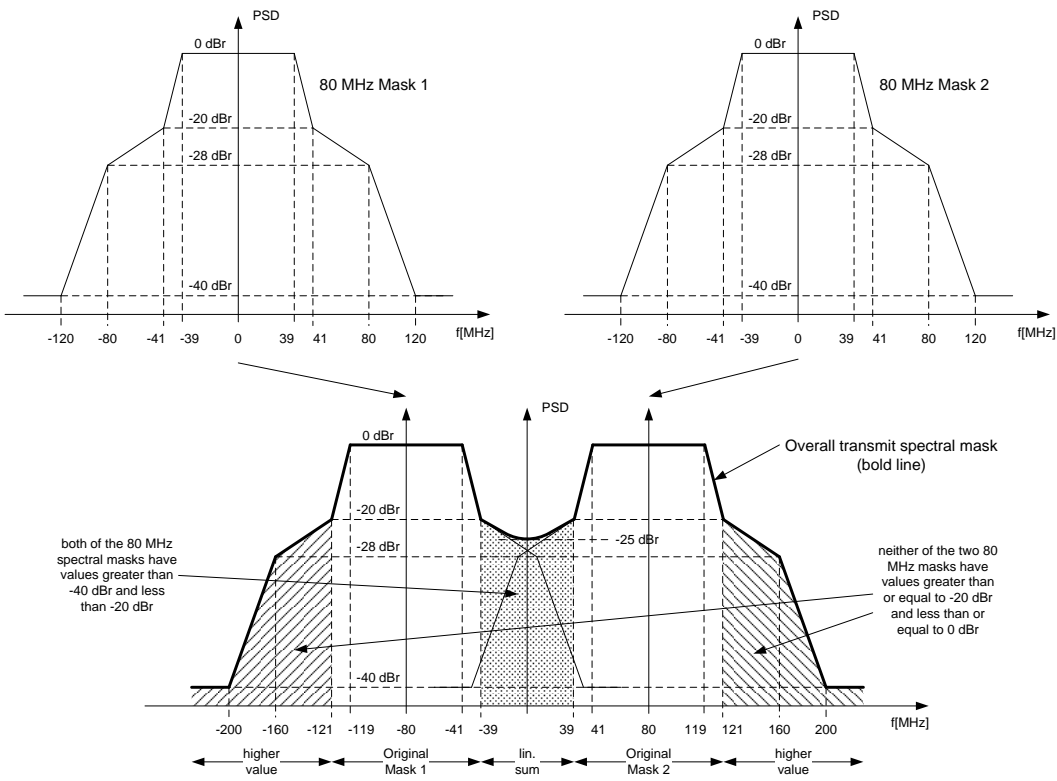 PSD
0 dBr
80 MHz Mask 1
-20 dBr
-28 dBr
-40 dBr
-120 -80 -41 -39 0 39 41 80 120 f[MHz]
PSD
0 dBr
80 MHz Mask 2
-20 dBr
-28 dBr
-40 dBr
-120 -80 -41 -39 0 39 41 80 120 f[MHz]
PSD
0 dBr
Overall transmit spectral mask
(bold line)
-20 dBr
-25 dBr
-28 dBr
both of the 80 MHz
spectral masks have
values greater than
-40 dBr and less
than -20 dBr
neither of the two 80
MHz masks have
values greater than
or equal to -20 dBr
and less than or
equal to 0 dBr
-40 dBr
-200 -160 -121 -119 -80 -41 -39 39 41 80 119 121 160 200 f[MHz]
higher
value
Original
Mask 1
lin.
sum
Original
Mask 2
higher
value